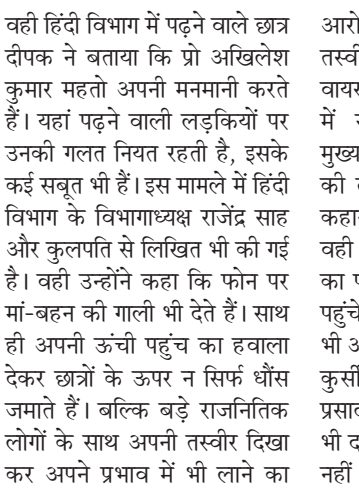 वही हिंदी विभाग में पढ़ने वाले छात्र
दीपक ने बताया कि प्रो अखिलेश
कुमार महतो अपनी मनमानी करते
हैं। यहां पढ़ने वाली लड़कियों पर
उनकी गलत नियत रहती है, इसके
कई सबूत भी हैं। इस मामले में हिंदी
विभाग के विभागाध्यक्ष राजेंद्र साह
और कुलपति से लिखित भी की गई
है। वही उन्होंने कहा कि फोन पर
मां-बहन की गाली भी देते हैं। साथ
ही अपनी ऊंची पहुंच का हवाला
देकर छात्रों के ऊपर न सिर्फ धौंस
जमाते हैं। बल्कि बड़े राजनितिक
लोगों के साथ अपनी तस्वीर दिखा
कर अपने प्रभाव में भी लाने का
में
की
वही
का
भी
भी
नहीं